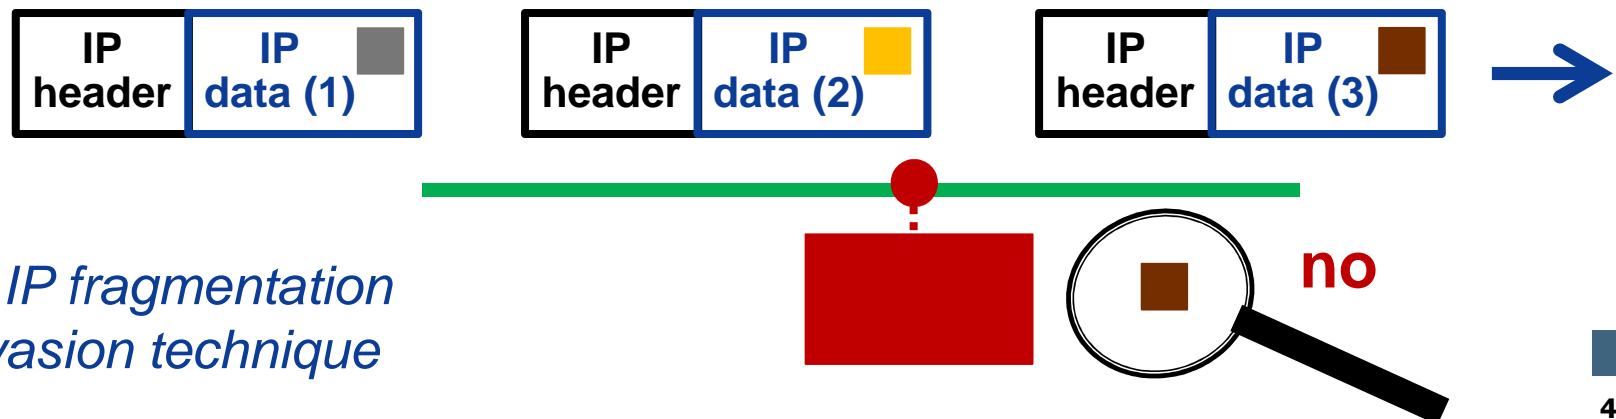 IP header IP data (1)
IP header IP data (2)
IP header IP data (3)
no
IP fragmentation
vasion technique
4